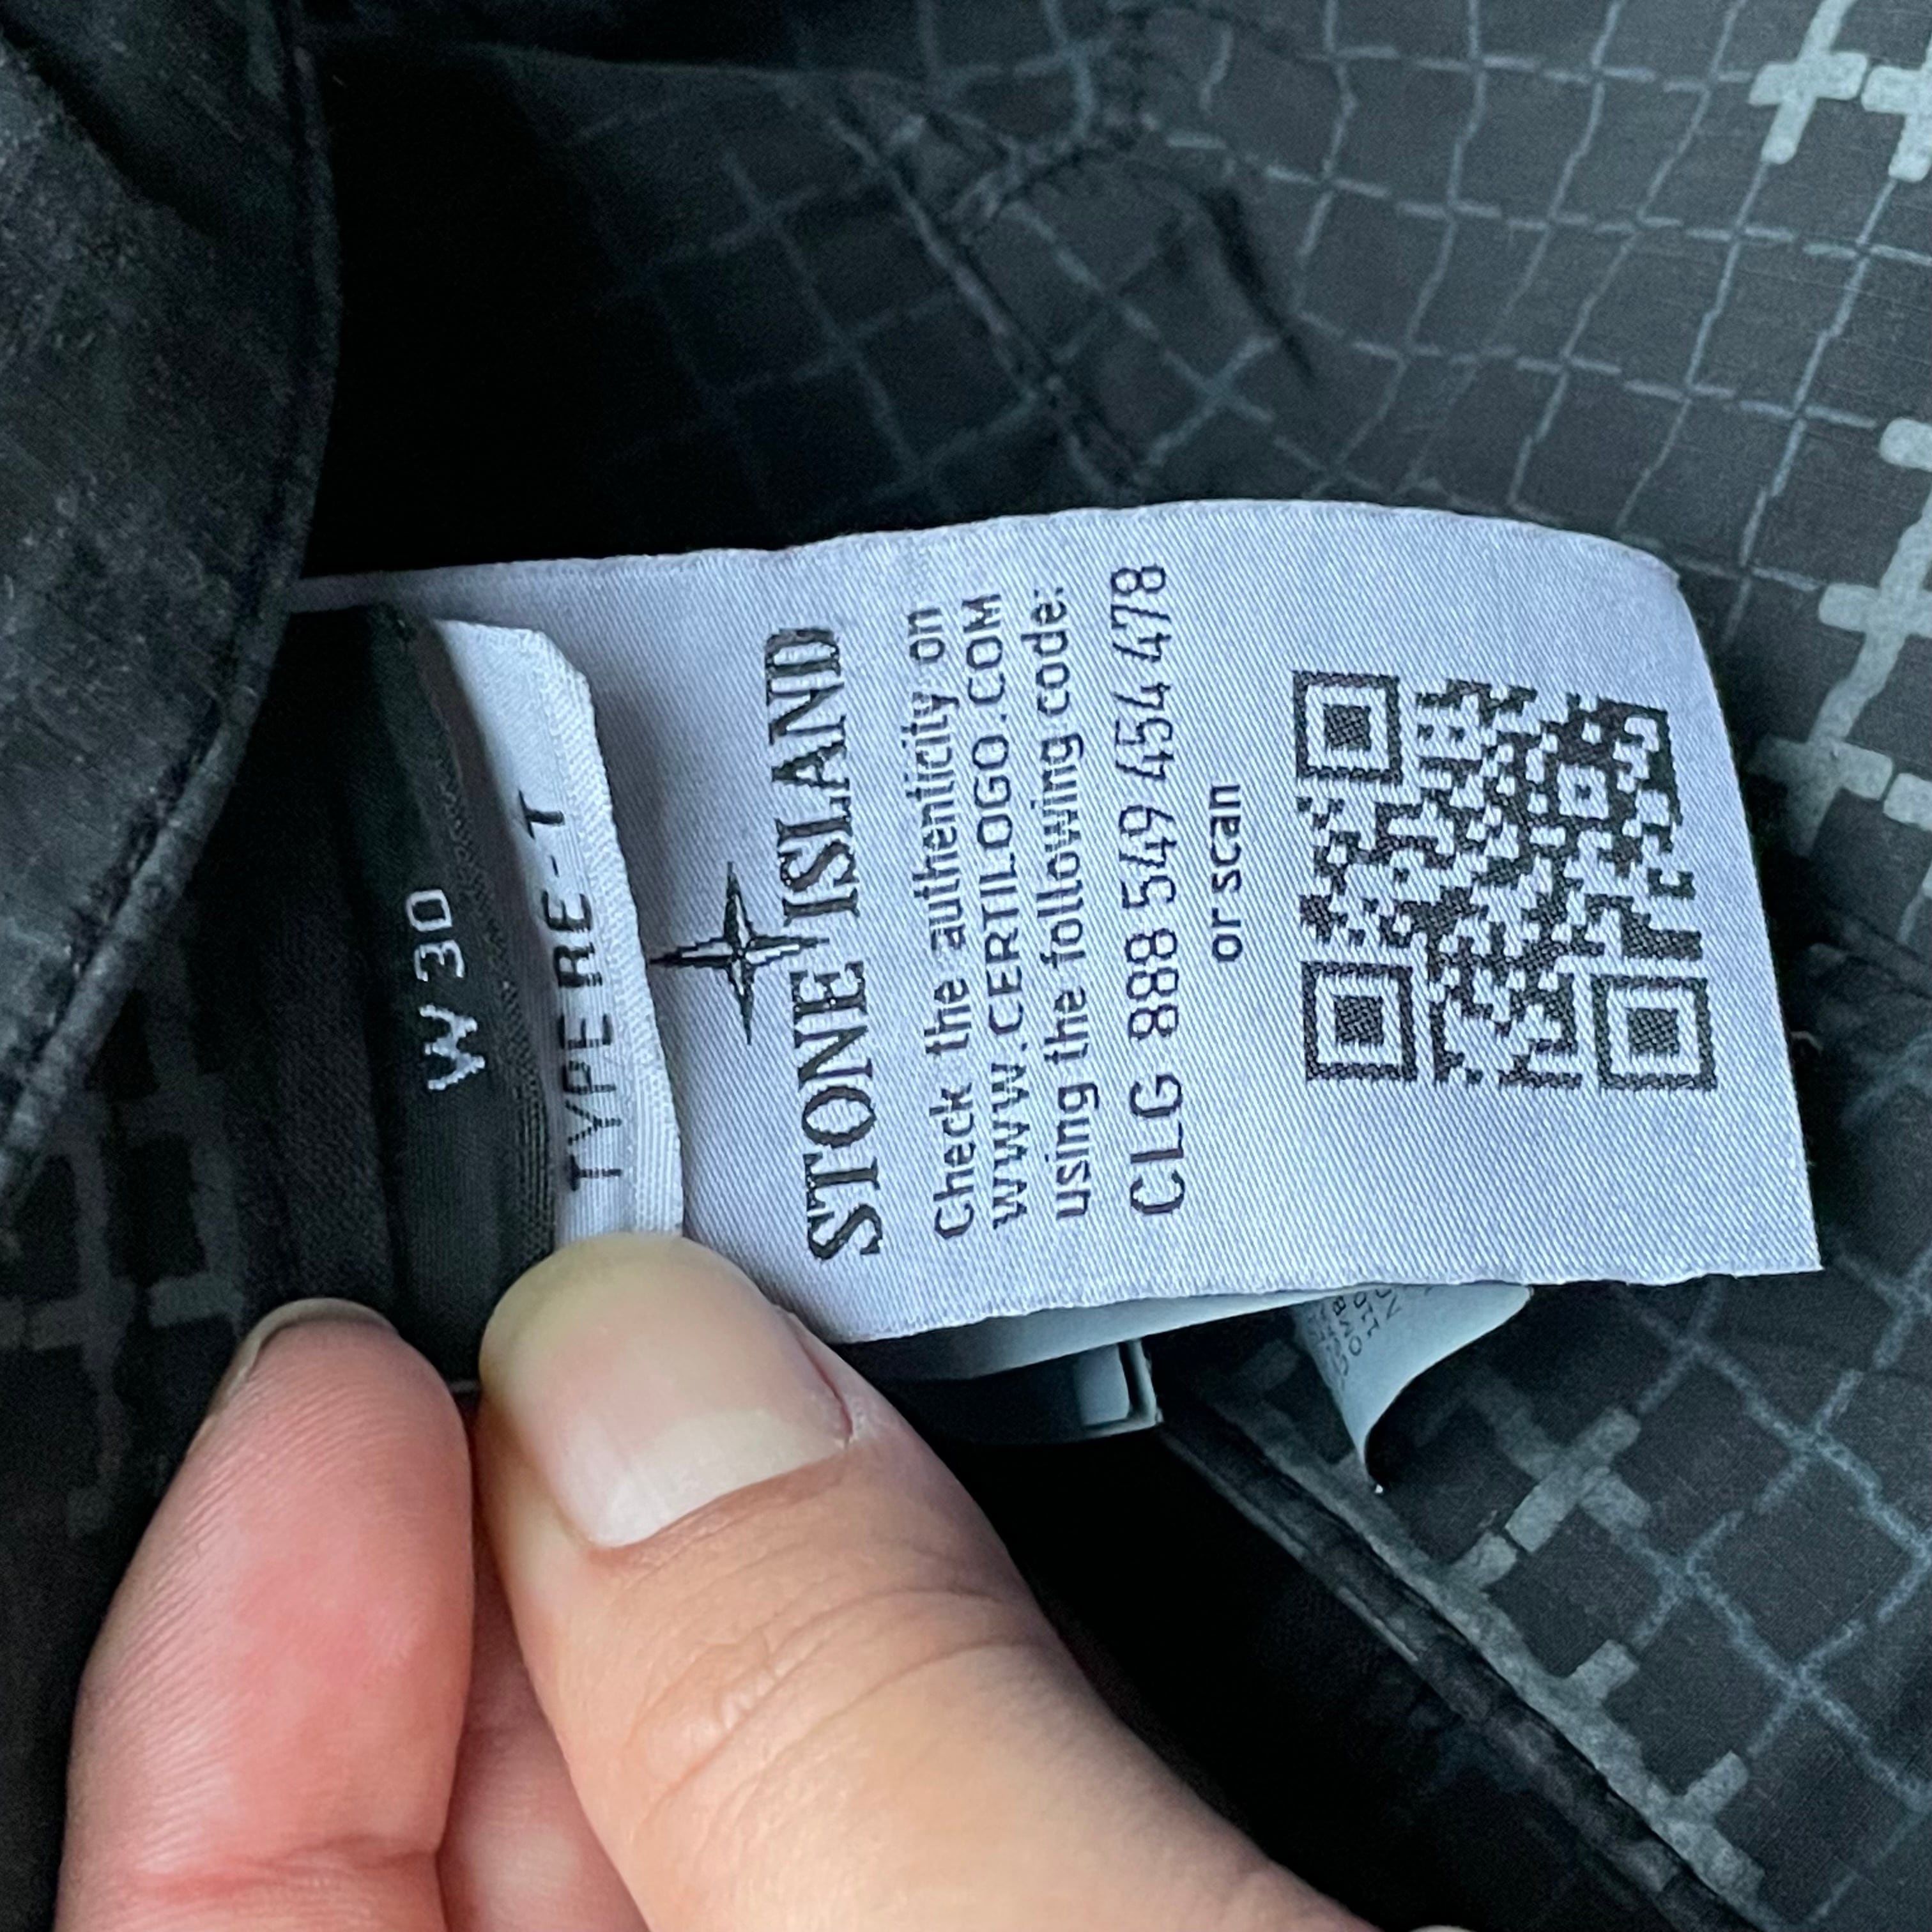 W 30
TYPE RE-T
STONE ISLAND
Check the authenticity on
WWW.CERTILOGO.COM
using the following code:
CLG 888 549 454 478
or scan